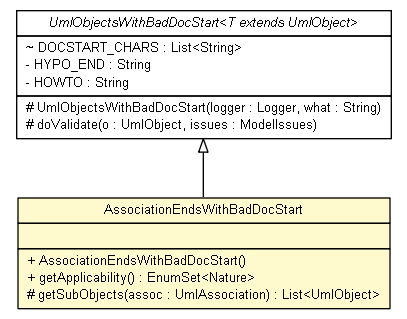 UmlObjectsWithBadDocStart<T extends UmlObject>
~ DOCSTART_CHARS : List<String>
- HYPO_END : String
- HOWTO : String
# UmlObjectsWithBadDocStart(logger : Logger, what : String)
# doValidate(o : UmlObject, issues : ModelIssues)
AssociationEndsWithBadDocStart
+ AssociationEndsWithBadDocStart()
+ getApplicability() : EnumSet<Nature>
# getSubObjects(assoc : UmlAssociation) : List<UmlObject>